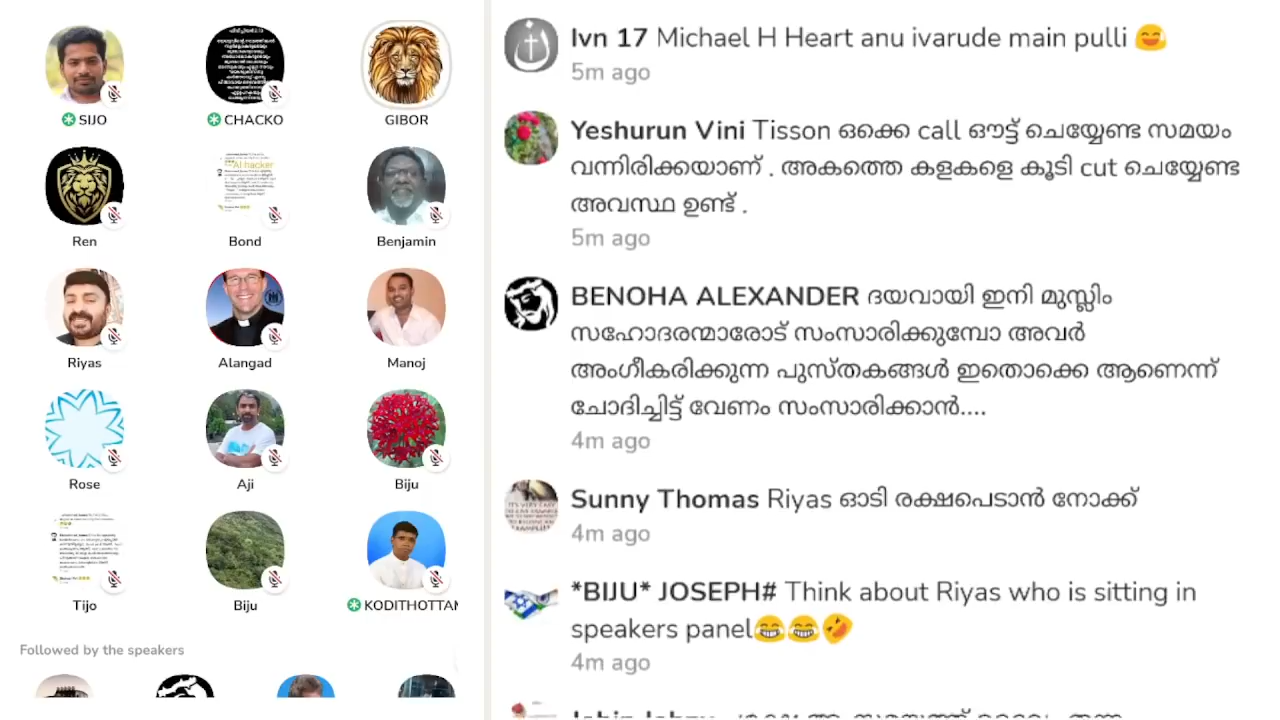 SIJO
CHACKO
GIBOR
Ren
Bond
Benjamin
Riyas
Alangad
Manoj
Rose
Aji
Biju
Tijo
Biju
KODITHOTTAM
Followed by the speakers
Ivn 17 Michael H Heart anu ivarude main pulli 😄
5m ago
Yeshurun Vini Tisson ഒക്കെ call ഔട്ട് ചെയ്യേണ്ട സമയം
വന്നിരിക്കയാണ് . അകത്തെ കളകളെ കൂടി cut ചെയ്യേണ്ട
അവസ്ഥ ഉണ്ട് .
5m ago
BENOHA ALEXANDER ദയവായി ഇനി മുസ്ലിം
സഹോദരന്മാരോട് സംസാരിക്കുമ്പോ അവർ
അംഗീകരിക്കുന്ന പുസ്തകങ്ങൾ ഇതൊക്കെ ആണെന്ന്
ചോദിച്ചിട്ട് വേണം സംസാരിക്കാൻ....
4m ago
Sunny Thomas Riyas ഓടി രക്ഷപെടാൻ നോക്ക്
4m ago
*BIJU* JOSEPH# Think about Riyas who is sitting in
speakers panel😂😂🤣
4m ago